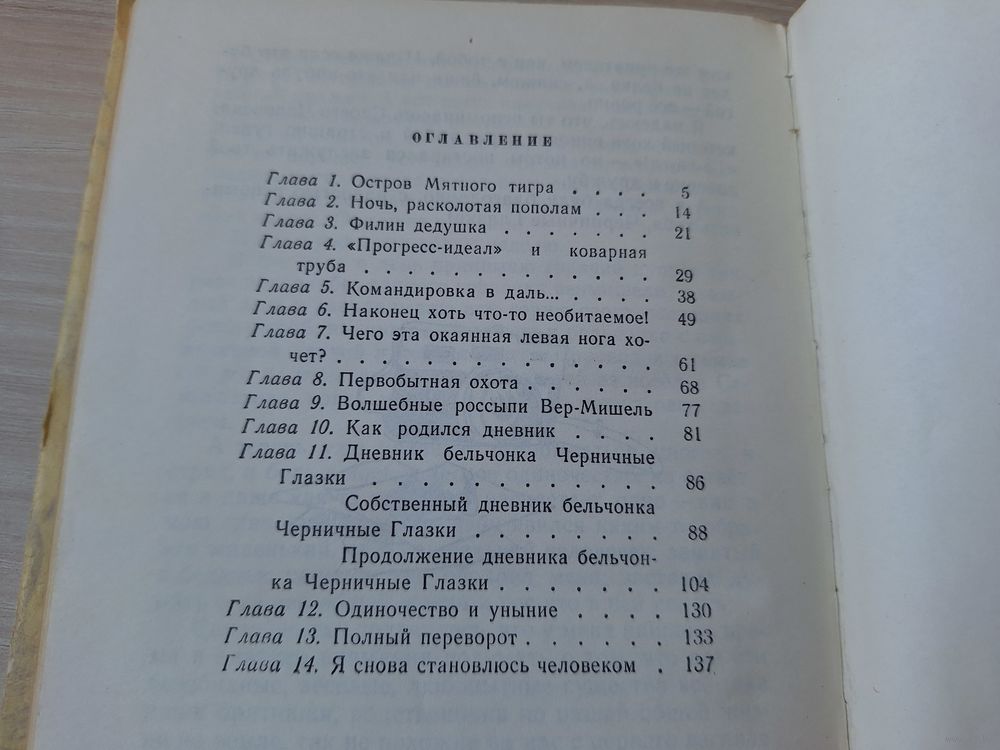 ОГЛАВЛЕНИЕ
Глава 1. Остров Мятного тигра . . . . 5
Глава 2. Ночь, расколотая пополам . . . 14
Глава 3. Филин дедушка . . . . . . . 21
Глава 4. «Прогресс-идеал» и коварная
труба . . . . . . . . . . . . . 29
Глава 5. Командировка в даль... . . . . 38
Глава 6. Наконец хоть что-то необитаемое! 49
Глава 7. Чего эта окаянная левая нога хо-
чет? . . . . . . . . . . . . . . 61
Глава 8. Первобытная охота . . . . . . 68
Глава 9. Волшебные россыпи Вер-Мишель 77
Глава 10. Как родился дневник . . . . 81
Глава 11. Дневник бельчонка Черничные
Глазки . . . . . . . . . . . . 86
Собственный дневник бельчонка
Черничные Глазки . . . . . . . . 88
Продолжение дневника бельчон-
ка Черничные Глазки . . . . . . . 104
Глава 12. Одиночество и уныние . . . . 130
Глава 13. Полный переворот . . . . . . 133
Глава 14. Я снова становлюсь человеком . 137